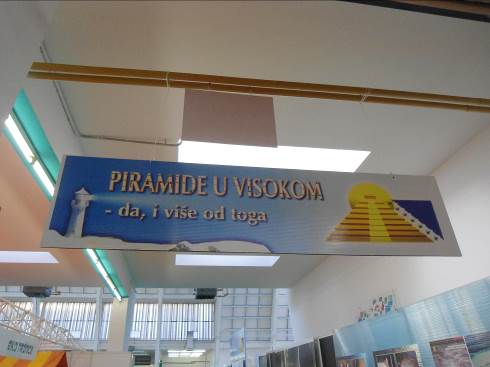 PIRAMIDE U VISOKOM
- da, i više od toga